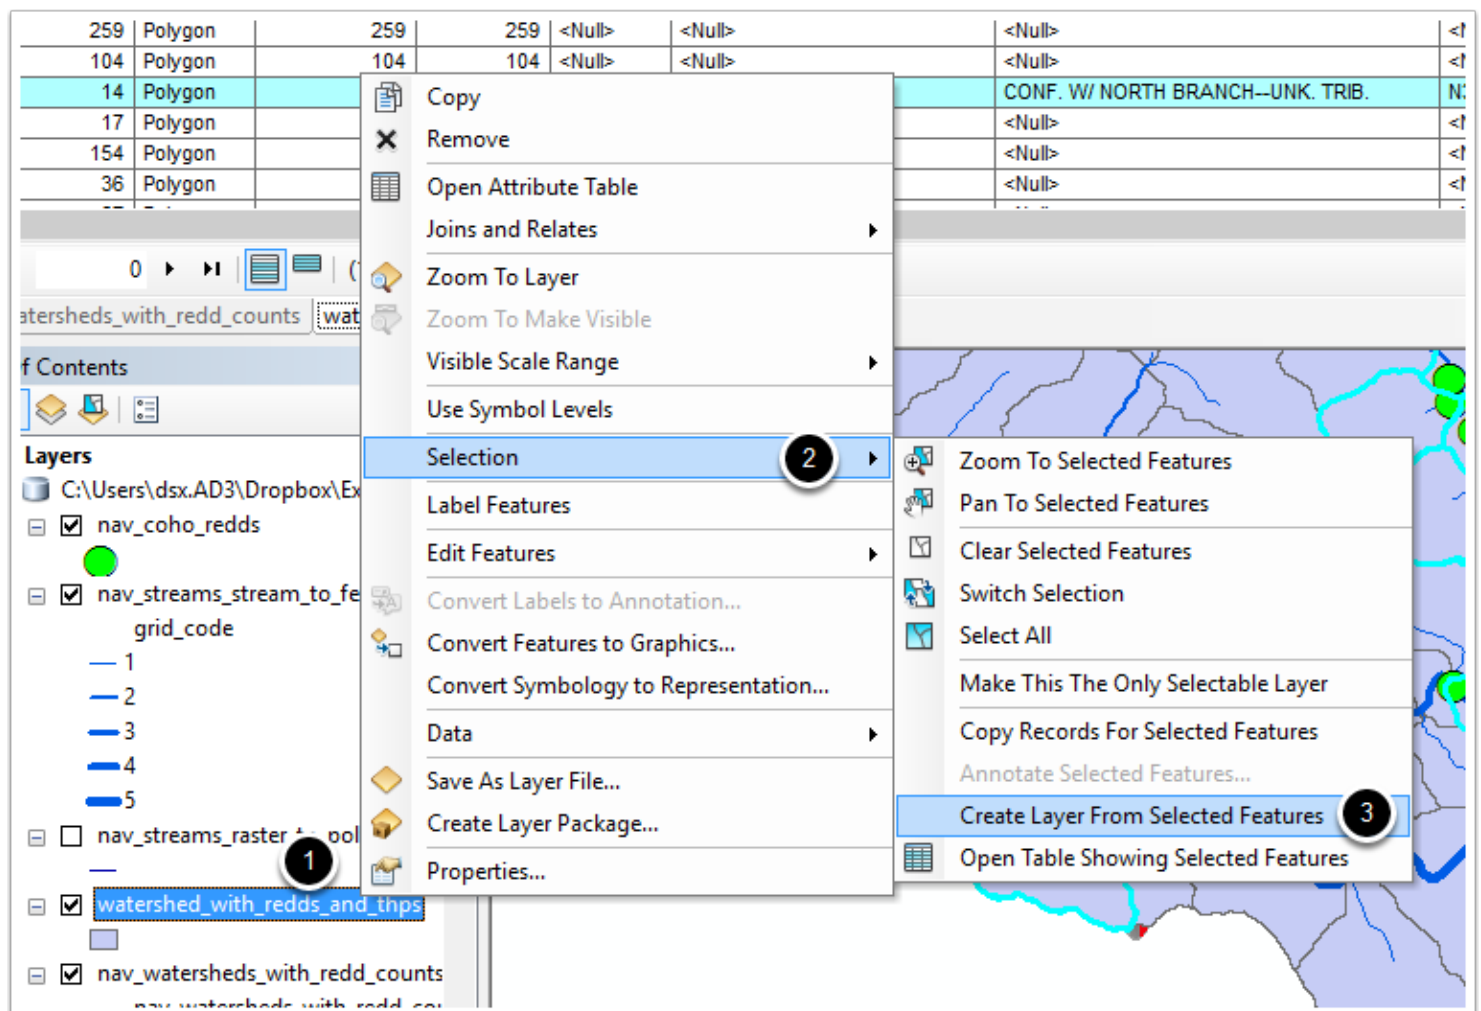 259 Polygon 259 259 <Null> <Null> <Null>
104 Polygon 104 104 <Null> <Null> <Null>
14 Polygon CONF. W/ NORTH BRANCH--UNK. TRIB.
17 Polygon <Null>
154 Polygon <Null>
36 Polygon <Null>
0
atersheds_with_redd_counts wat
f Contents
Layers
C:\Users\dsx.AD3\Dropbox\Ex
nav_coho_redds
nav_streams_stream_to_fe
grid_code
1
2
3
4
5
nav_streams_raster_to_pol
1
watershed_with_redds_and_thps
nav_watersheds_with_redd_counts
nav_watersheds_with_redd_cou
Copy
Remove
Open Attribute Table
Joins and Relates
Zoom To Layer
Zoom To Make Visible
Visible Scale Range
Use Symbol Levels
Selection 2
Label Features
Edit Features
Convert Labels to Annotation...
Convert Features to Graphics...
Convert Symbology to Representation...
Data
Save As Layer File...
Create Layer Package...
Properties...
Zoom To Selected Features
Pan To Selected Features
Clear Selected Features
Switch Selection
Select All
Make This The Only Selectable Layer
Copy Records For Selected Features
Annotate Selected Features...
Create Layer From Selected Features 3
Open Table Showing Selected Features